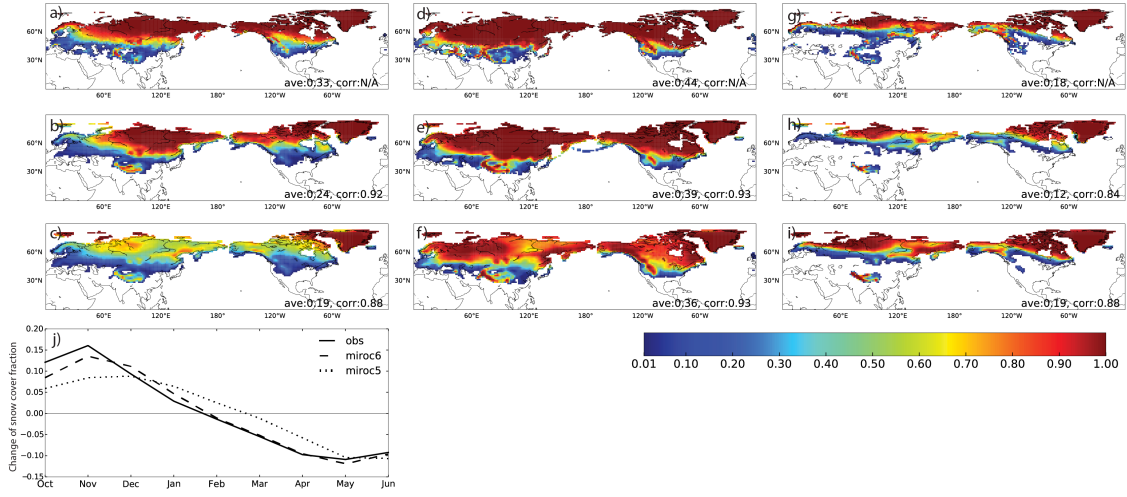 a)
60°N
30°N
ave:0.33, corr:N/A
60°E 120°E 180° 120°W 60°W
d)
60°N
30°N
ave:0.44, corr:N/A
60°E 120°E 180° 120°W 60°W
g)
60°N
30°N
ave:0.18, corr:N/A
60°E 120°E 180° 120°W 60°W
b)
60°N
30°N
ave:0.24, corr:0.92
60°E 120°E 180° 120°W 60°W
e)
60°N
30°N
ave:0.39, corr:0.93
60°E 120°E 180° 120°W 60°W
h)
60°N
30°N
ave:0.12, corr:0.84
60°E 120°E 180° 120°W 60°W
c)
60°N
30°N
ave:0.19, corr:0.88
60°E 120°E 180° 120°W 60°W
f)
60°N
30°N
ave:0.36, corr:0.93
60°E 120°E 180° 120°W 60°W
i)
60°N
30°N
ave:0.19, corr:0.88
60°E 120°E 180° 120°W 60°W
j)
Change of snow cover fraction
0.20
0.15
0.10
0.05
0.00
−0.05
−0.10
−0.15
obs
miroc6
miroc5
Oct Nov Dec Jan Feb Mar Apr May Jun
0.01 0.10 0.20 0.30 0.40 0.50 0.60 0.70 0.80 0.90 1.00